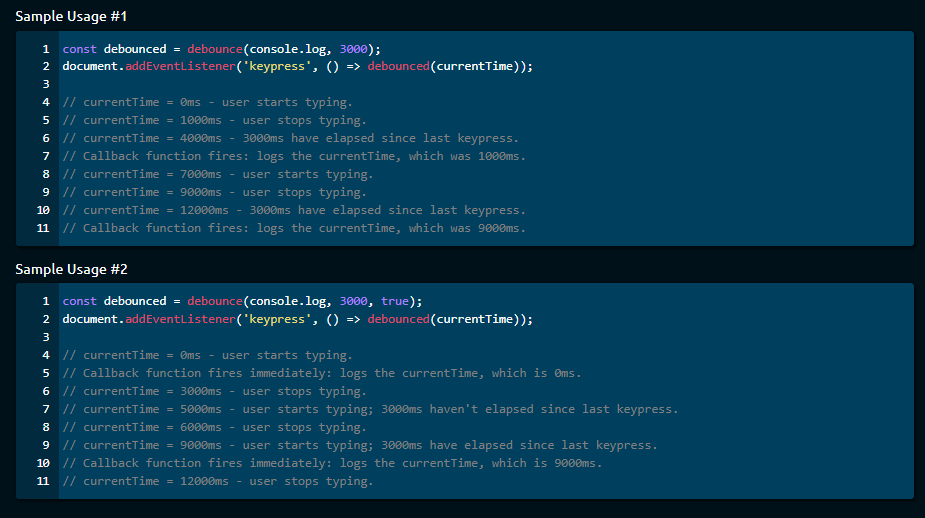 Sample Usage #1
1 const debounced = debounce(console.log, 3000);
2 document.addEventListener('keypress', () => debounced(currentTime));
3
4 // currentTime = 0ms - user starts typing.
5 // currentTime = 1000ms - user stops typing.
6 // currentTime = 4000ms - 3000ms have elapsed since last keypress.
7 // Callback function fires: logs the currentTime, which was 1000ms.
8 // currentTime = 7000ms - user starts typing.
9 // currentTime = 9000ms - user stops typing.
10 // currentTime = 12000ms - 3000ms have elapsed since last keypress.
11 // Callback function fires: logs the currentTime, which was 9000ms.
Sample Usage #2
1 const debounced = debounce(console.log, 3000, true);
2 document.addEventListener('keypress', () => debounced(currentTime));
3
4 // currentTime = 0ms - user starts typing.
5 // Callback function fires immediately: logs the currentTime, which is 0ms.
6 // currentTime = 3000ms - user stops typing.
7 // currentTime = 5000ms - user starts typing; 3000ms haven't elapsed since last keypress.
8 // currentTime = 6000ms - user stops typing.
9 // currentTime = 9000ms - user starts typing; 3000ms have elapsed since last keypress.
10 // Callback function fires immediately: logs the currentTime, which is 9000ms.
11 // currentTime = 12000ms - user stops typing.